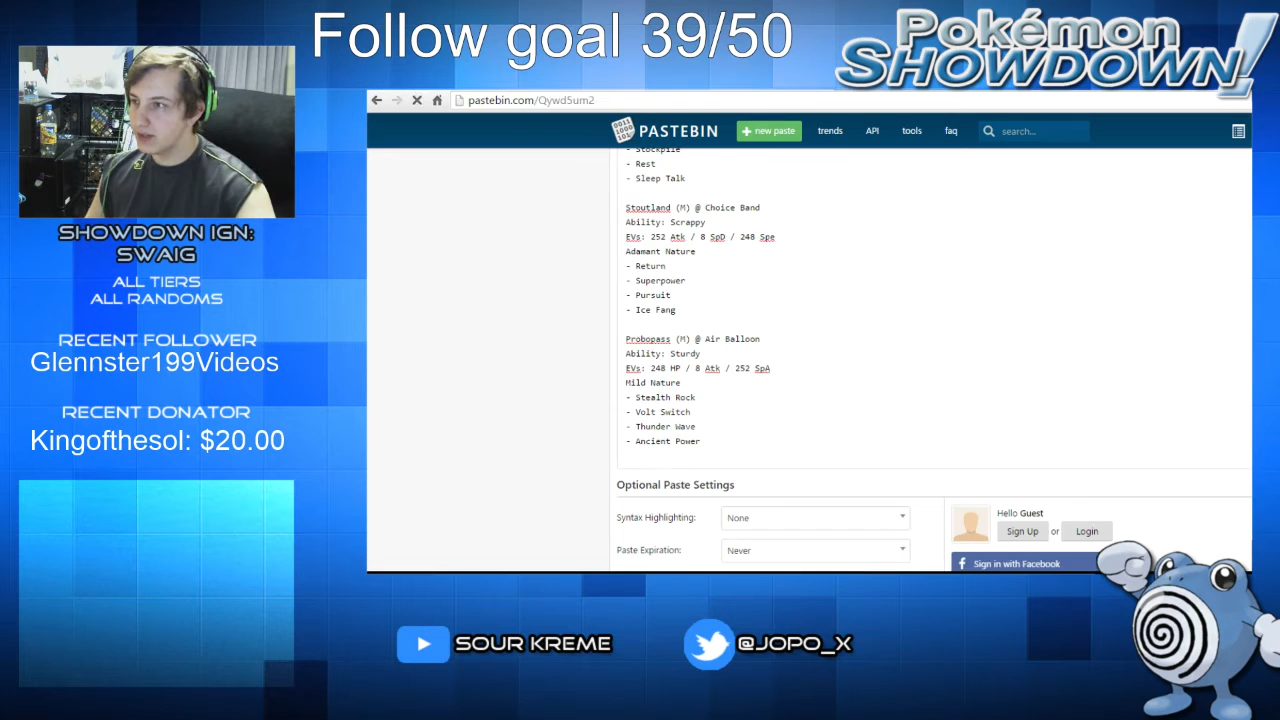 Follow goal 39/50
Pokémon
SHOWDOWN!
pastebin.com/Qywd5um2
PASTEBIN
+ new paste
trends
API
tools
faq
search...
- Stockpile
- Rest
- Sleep Talk
Stoutland (M) @ Choice Band
Ability: Scrappy
EVs: 252 Atk / 8 SpD / 248 Spe
Adamant Nature
- Return
- Superpower
- Pursuit
- Ice Fang
Probopass (M) @ Air Balloon
Ability: Sturdy
EVs: 248 HP / 8 Atk / 252 SpA
Mild Nature
- Stealth Rock
- Volt Switch
- Thunder Wave
- Ancient Power
Optional Paste Settings
Syntax Highlighting:
None
Paste Expiration:
Never
Hello Guest
Sign Up or Login
Sign in with Facebook
SHOWDOWN IGN:
SWAIG
ALL TIERS
ALL RANDOMS
RECENT FOLLOWER
Glennster199Videos
RECENT DONATOR
Kingofthesol: $20.00
SOUR KREME
@JOPO_X